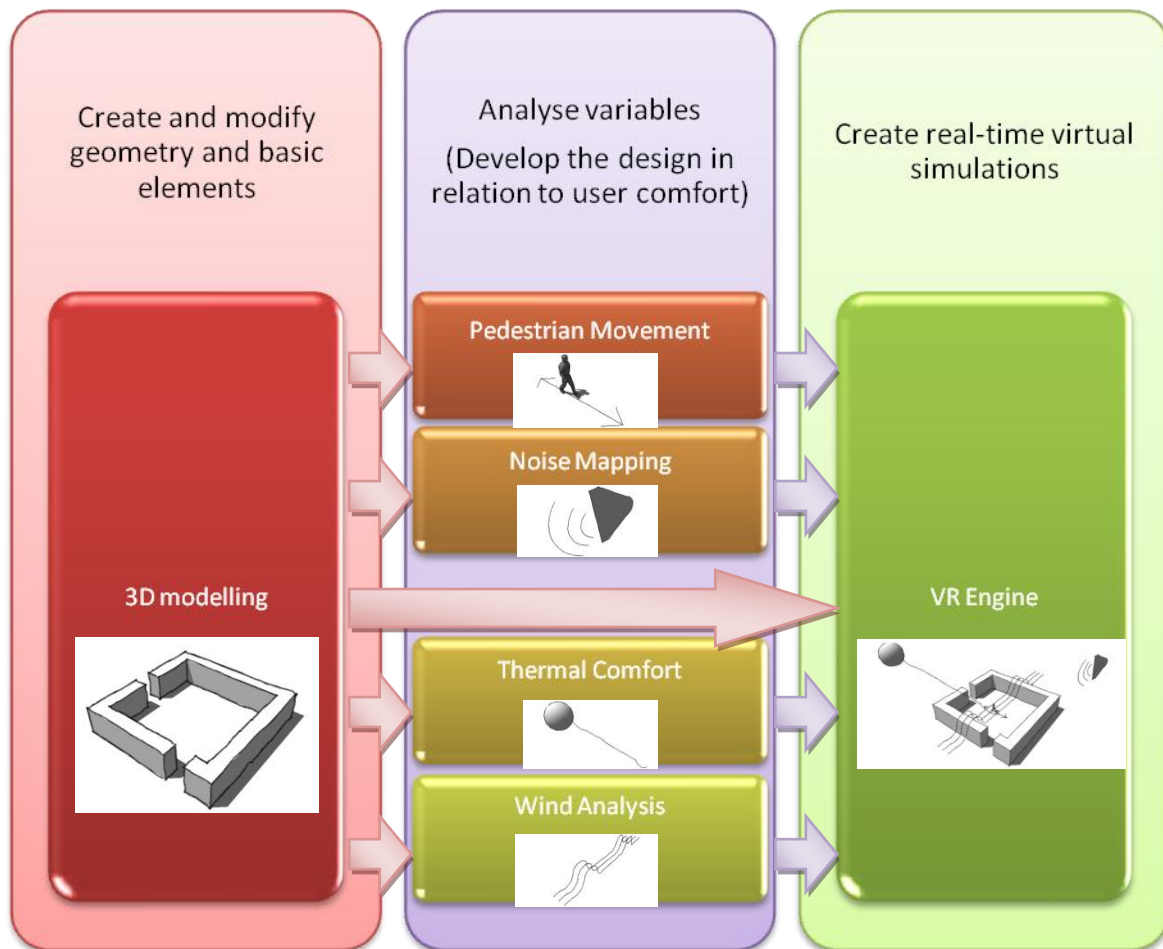 Create and modify
geometry and basic
elements
3D modelling
Analyse variables
(Develop the design in
relation to user comfort)
Pedestrian Movement
Noise Mapping
Thermal Comfort
Wind Analysis
Create real-time virtual
simulations
VR Engine